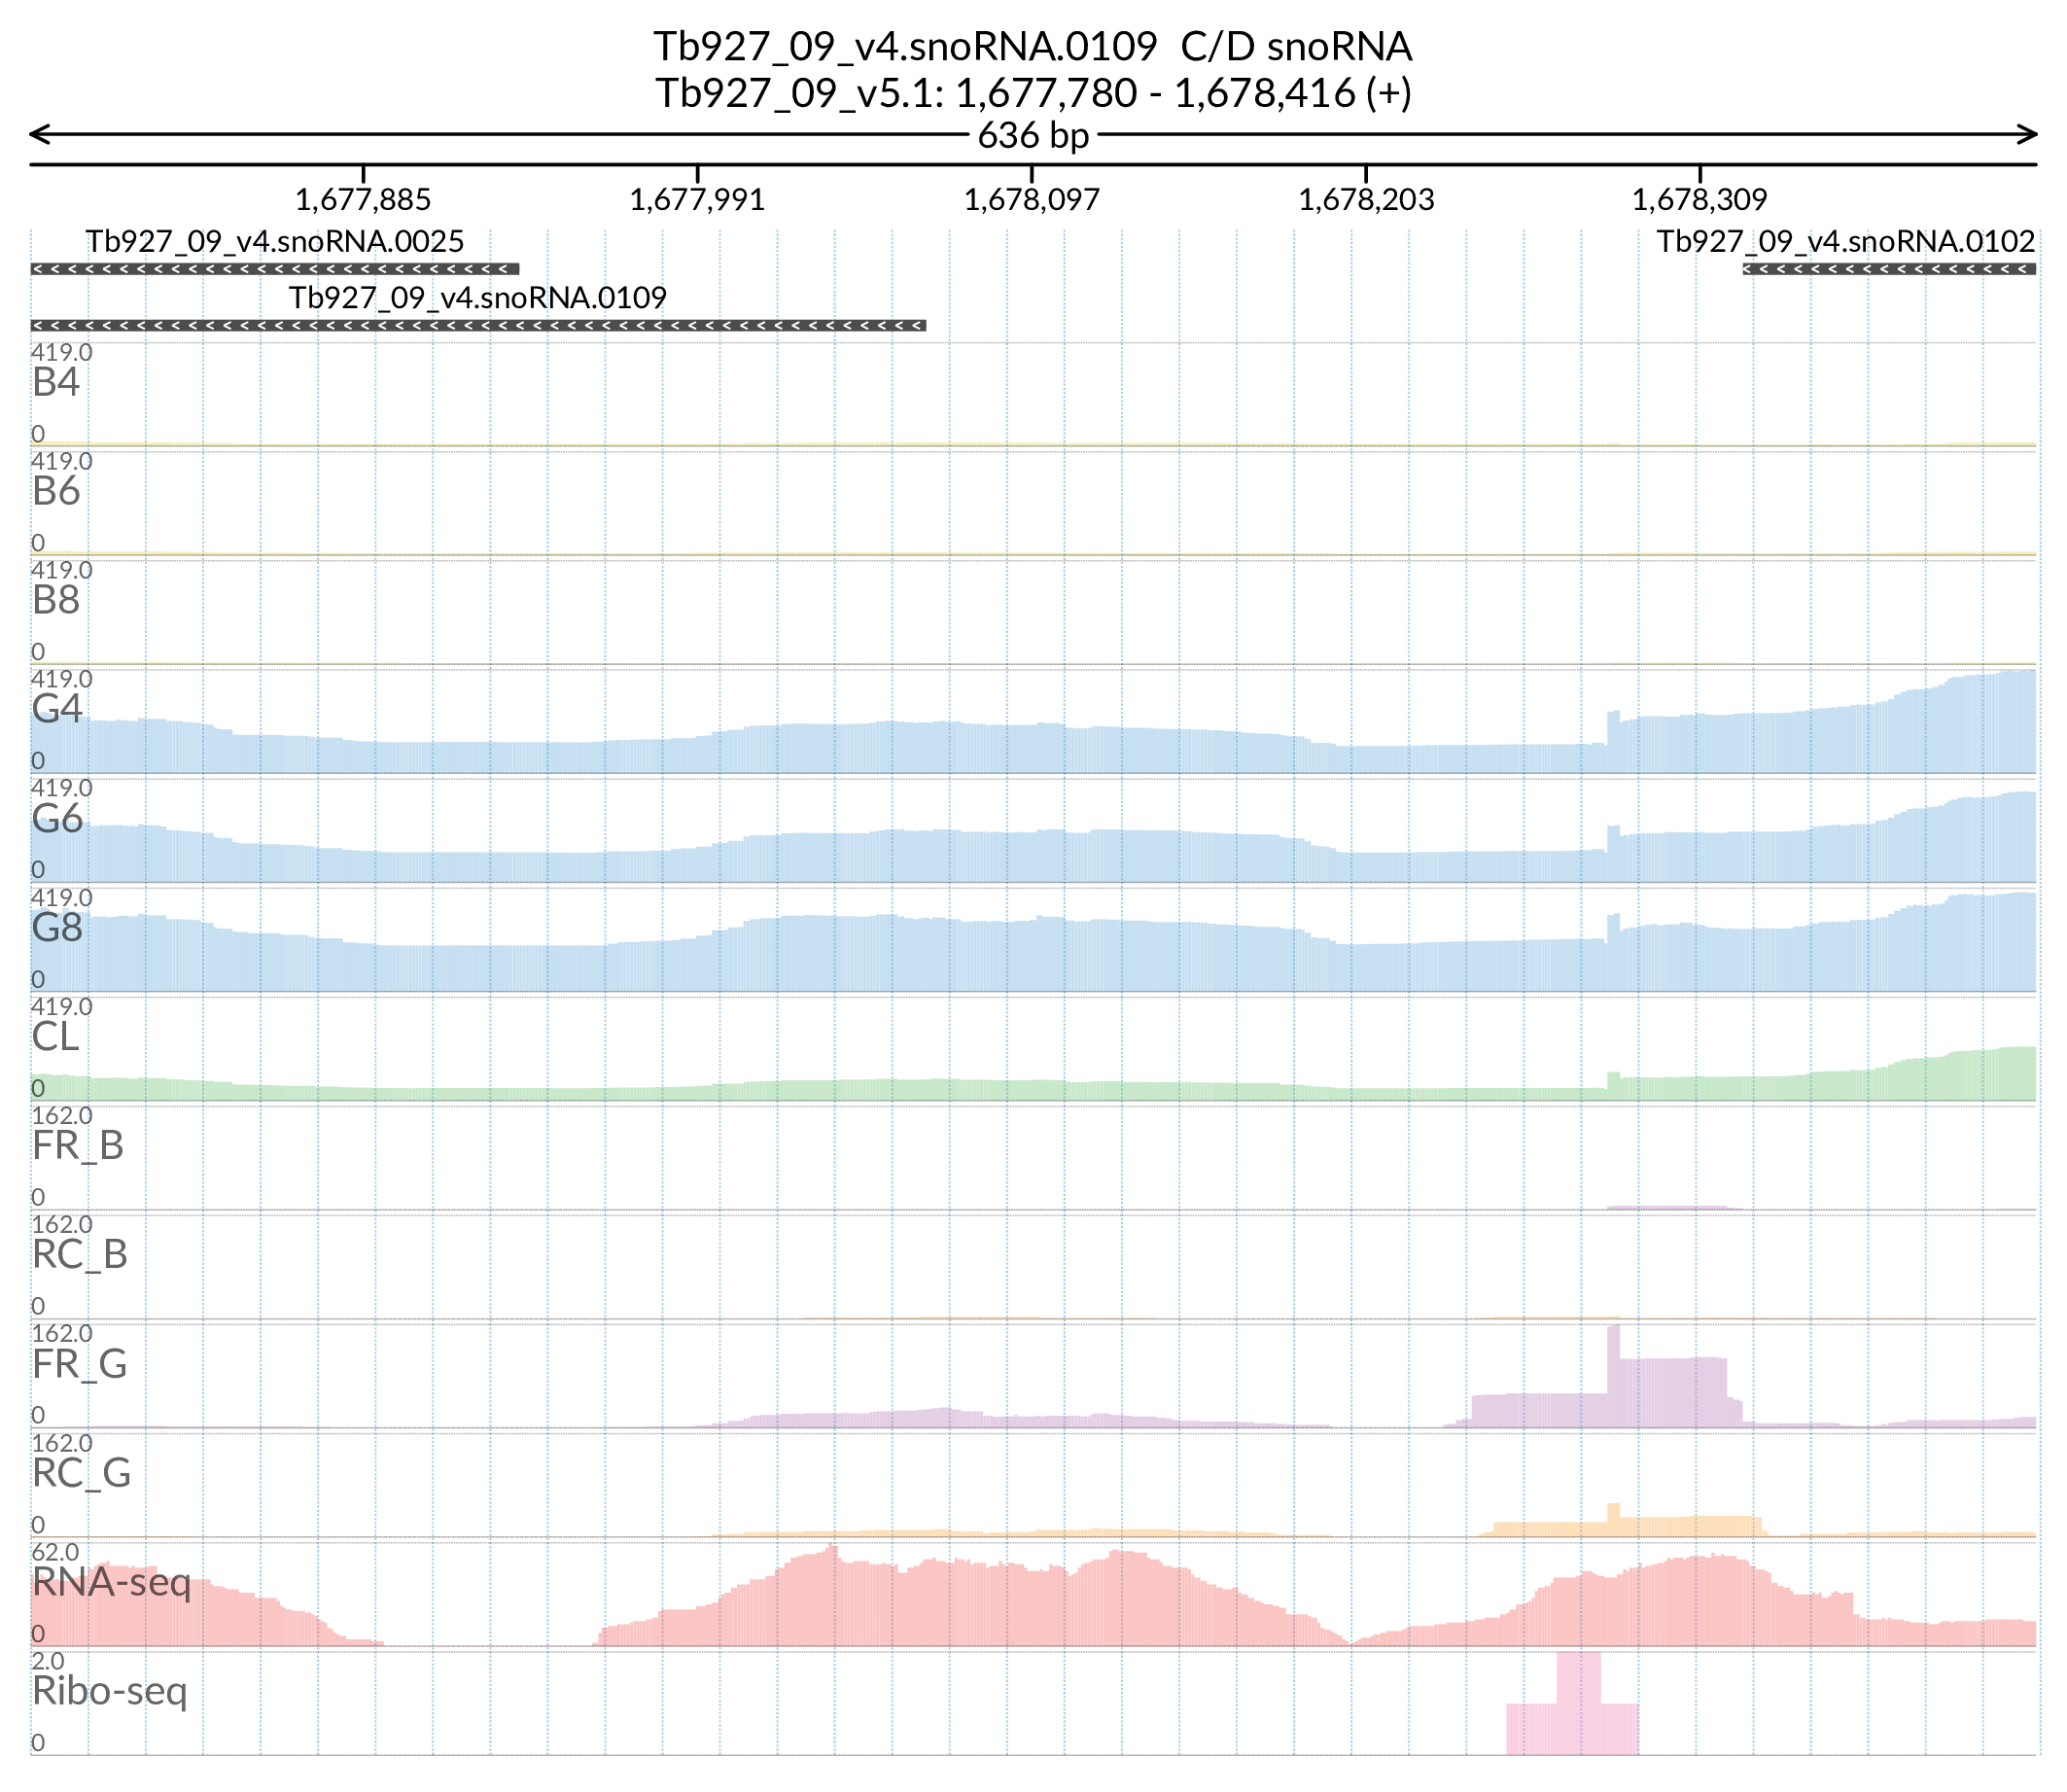 Tb927_09_v4.snoRNA.0109 C/D snoRNA
Tb927_09_v5.1: 1,677,780 - 1,678,416 (+)
636 bp
1,677,885 1,677,991 1,678,097 1,678,203 1,678,309
Tb927_09_v4.snoRNA.0025 Tb927_09_v4.snoRNA.0102
Tb927_09_v4.snoRNA.0109
419.0
B4
0
419.0
B6
0
419.0
B8
0
419.0
G4
0
419.0
G6
0
419.0
G8
0
419.0
CL
0
162.0
FR_B
0
162.0
RC_B
0
162.0
FR_G
0
162.0
RC_G
0
62.0
RNA-seq
0
2.0
Ribo-seq
0